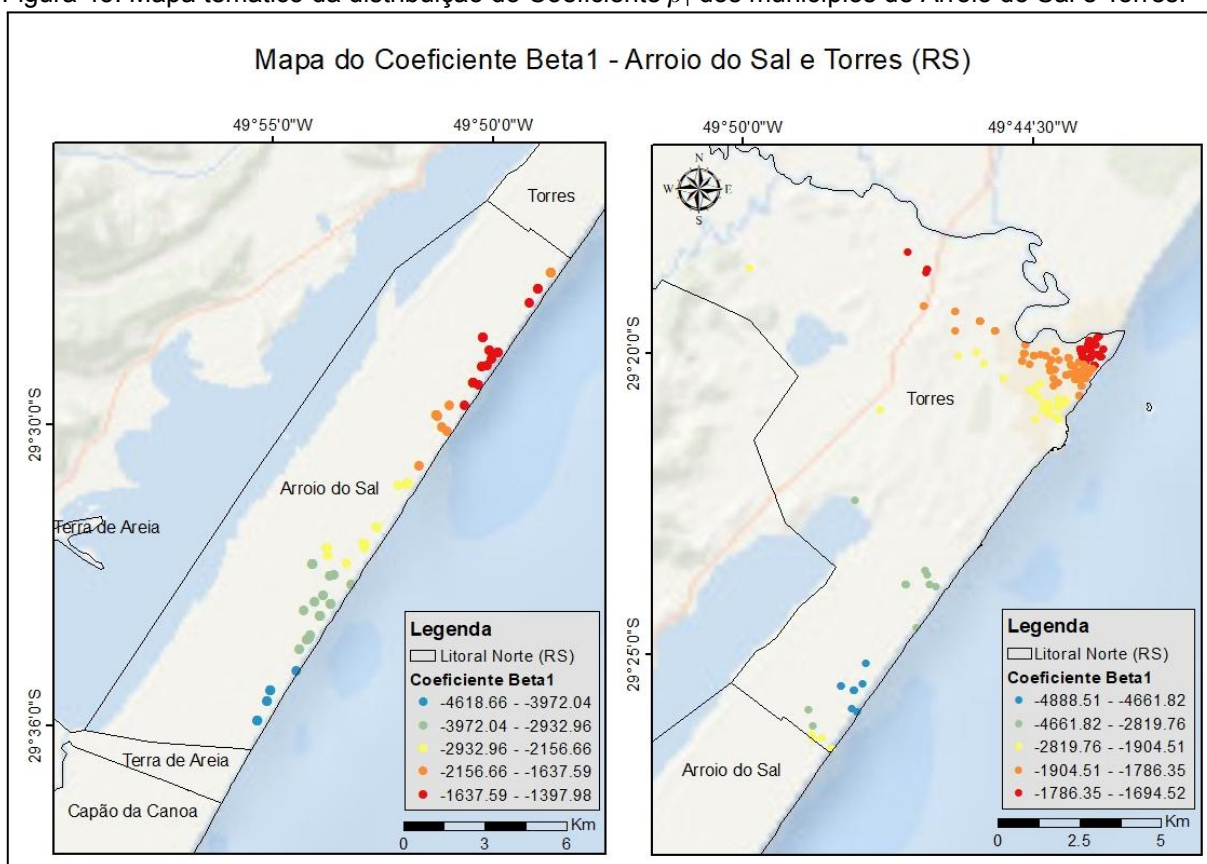 Figura 45. Mapa temático da distribuição do Coeficiente β₁ dos municípios de Arroio do Sal e Torres.
Mapa do Coeficiente Beta1 - Arroio do Sal e Torres (RS)
49°55'0"W
49°50'0"W
29°30'0"S
29°36'0"S
Torres
Arroio do Sal
Terra de Areia
Terra de Areia
Capão da Canoa
Legenda
Litoral Norte (RS)
Coeficiente Beta1
-4618.66 - -3972.04
-3972.04 - -2932.96
-2932.96 - -2156.66
-2156.66 - -1637.59
-1637.59 - -1397.98
0 3 6 Km
49°50'0"W
49°44'30"W
29°20'0"S
29°25'0"S
N
W E
S
Torres
Arroio do Sal
Legenda
Litoral Norte (RS)
Coeficiente Beta1
-4888.51 - -4661.82
-4661.82 - -2819.76
-2819.76 - -1904.51
-1904.51 - -1786.35
-1786.35 - -1694.52
0 2.5 5 Km